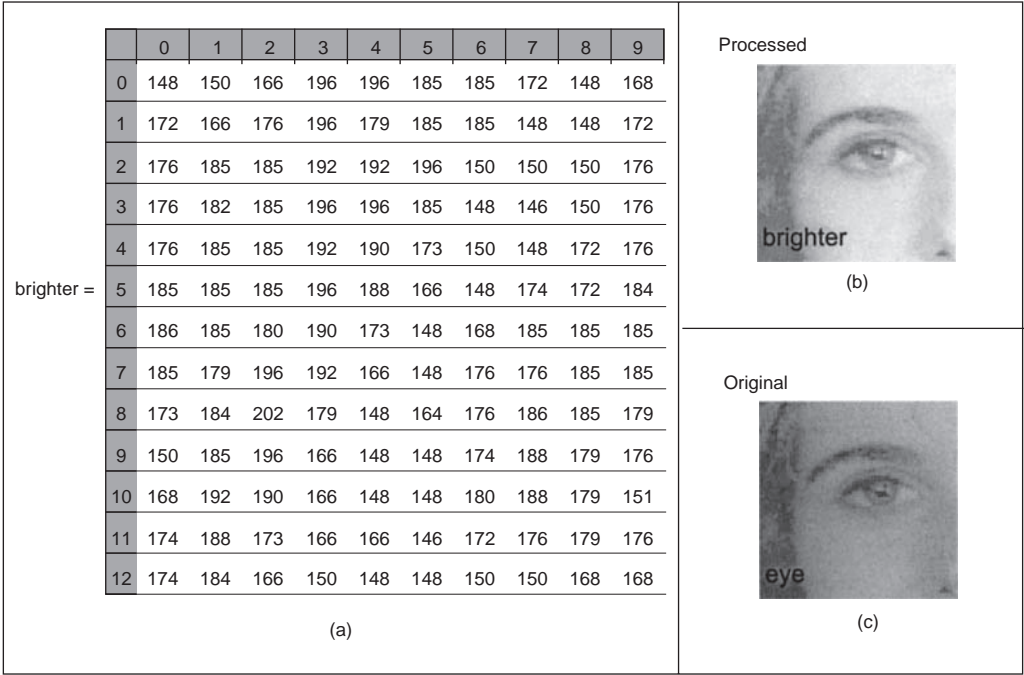 0 1 2 3 4 5 6 7 8 9
0 148 150 166 196 196 185 185 172 148 168
1 172 166 176 196 179 185 185 148 148 172
2 176 185 185 192 192 196 150 150 150 176
3 176 182 185 196 196 185 148 146 150 176
4 176 185 185 192 190 173 150 148 172 176
brighter = 5 185 185 185 196 188 166 148 174 172 184
6 186 185 180 190 173 148 168 185 185 185
7 185 179 196 192 166 148 176 176 185 185
8 173 184 202 179 148 164 176 186 185 179
9 150 185 196 166 148 148 174 188 179 176
10 168 192 190 166 148 148 180 188 179 151
11 174 188 173 166 166 146 172 176 179 176
12 174 184 166 150 148 148 150 150 168 168
(a)
Processed
brighter
(b)
Original
eye
(c)